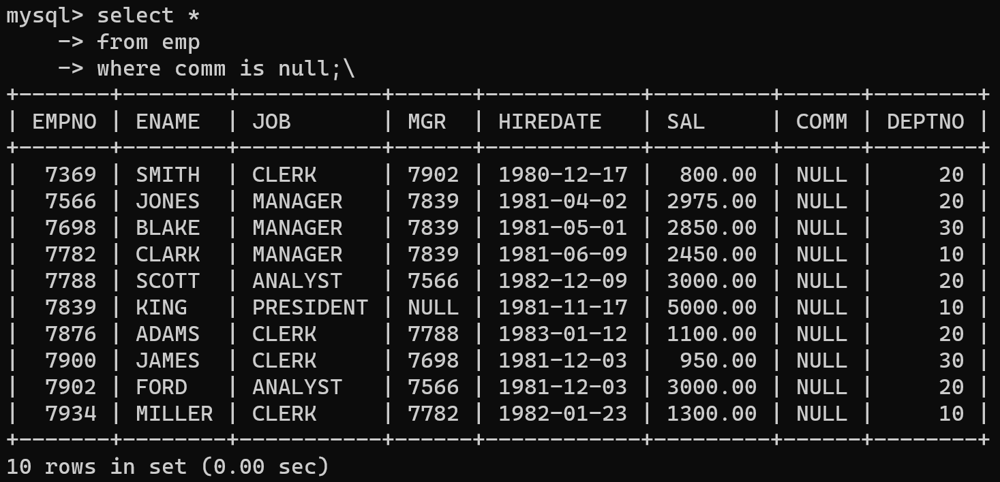 mysql> select *
    -> from emp
    -> where comm is null;\
+-------+--------+-----------+------+------------+---------+------+--------+
| EMPNO | ENAME  | JOB       | MGR  | HIREDATE   | SAL     | COMM | DEPTNO |
+-------+--------+-----------+------+------------+---------+------+--------+
|  7369 | SMITH  | CLERK     | 7902 | 1980-12-17 |  800.00 | NULL |     20 |
|  7566 | JONES  | MANAGER   | 7839 | 1981-04-02 | 2975.00 | NULL |     20 |
|  7698 | BLAKE  | MANAGER   | 7839 | 1981-05-01 | 2850.00 | NULL |     30 |
|  7782 | CLARK  | MANAGER   | 7839 | 1981-06-09 | 2450.00 | NULL |     10 |
|  7788 | SCOTT  | ANALYST   | 7566 | 1982-12-09 | 3000.00 | NULL |     20 |
|  7839 | KING   | PRESIDENT | NULL | 1981-11-17 | 5000.00 | NULL |     10 |
|  7876 | ADAMS  | CLERK     | 7788 | 1983-01-12 | 1100.00 | NULL |     20 |
|  7900 | JAMES  | CLERK     | 7698 | 1981-12-03 |  950.00 | NULL |     30 |
|  7902 | FORD   | ANALYST   | 7566 | 1981-12-03 | 3000.00 | NULL |     20 |
|  7934 | MILLER | CLERK     | 7782 | 1982-01-23 | 1300.00 | NULL |     10 |
+-------+--------+-----------+------+------------+---------+------+--------+
10 rows in set (0.00 sec)